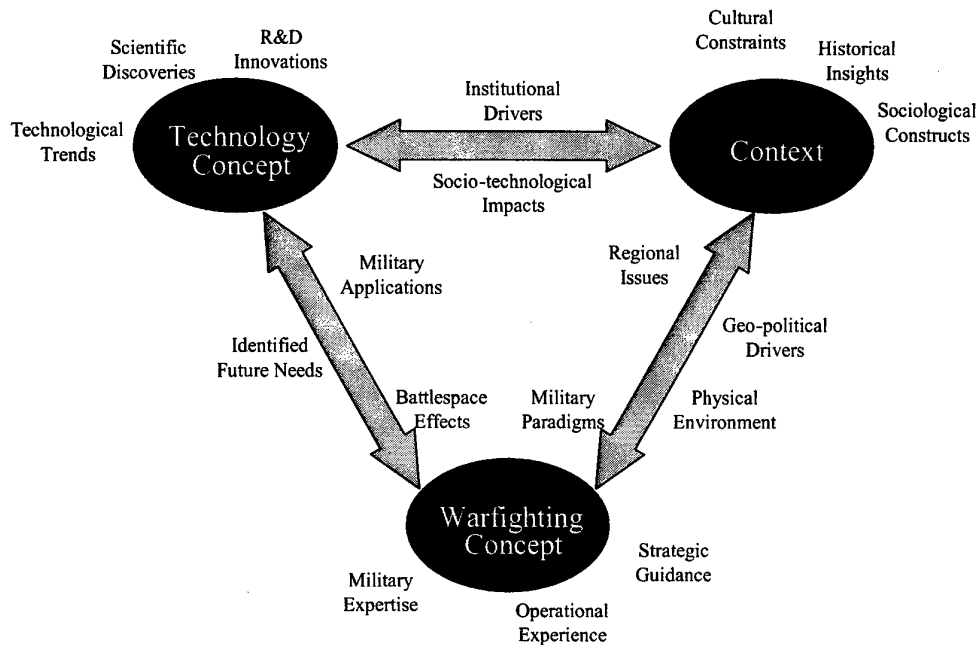 Scientific
Discoveries
R&D
Innovations
Technological
Trends
Technology
Concept
Institutional
Drivers
Socio-technological
Impacts
Cultural
Constraints
Historical
Insights
Sociological
Constructs
Context
Military
Applications
Identified
Future Needs
Battlespace
Effects
Regional
Issues
Geo-political
Drivers
Military
Paradigms
Physical
Environment
Warfighting
Concept
Military
Expertise
Operational
Experience
Strategic
Guidance